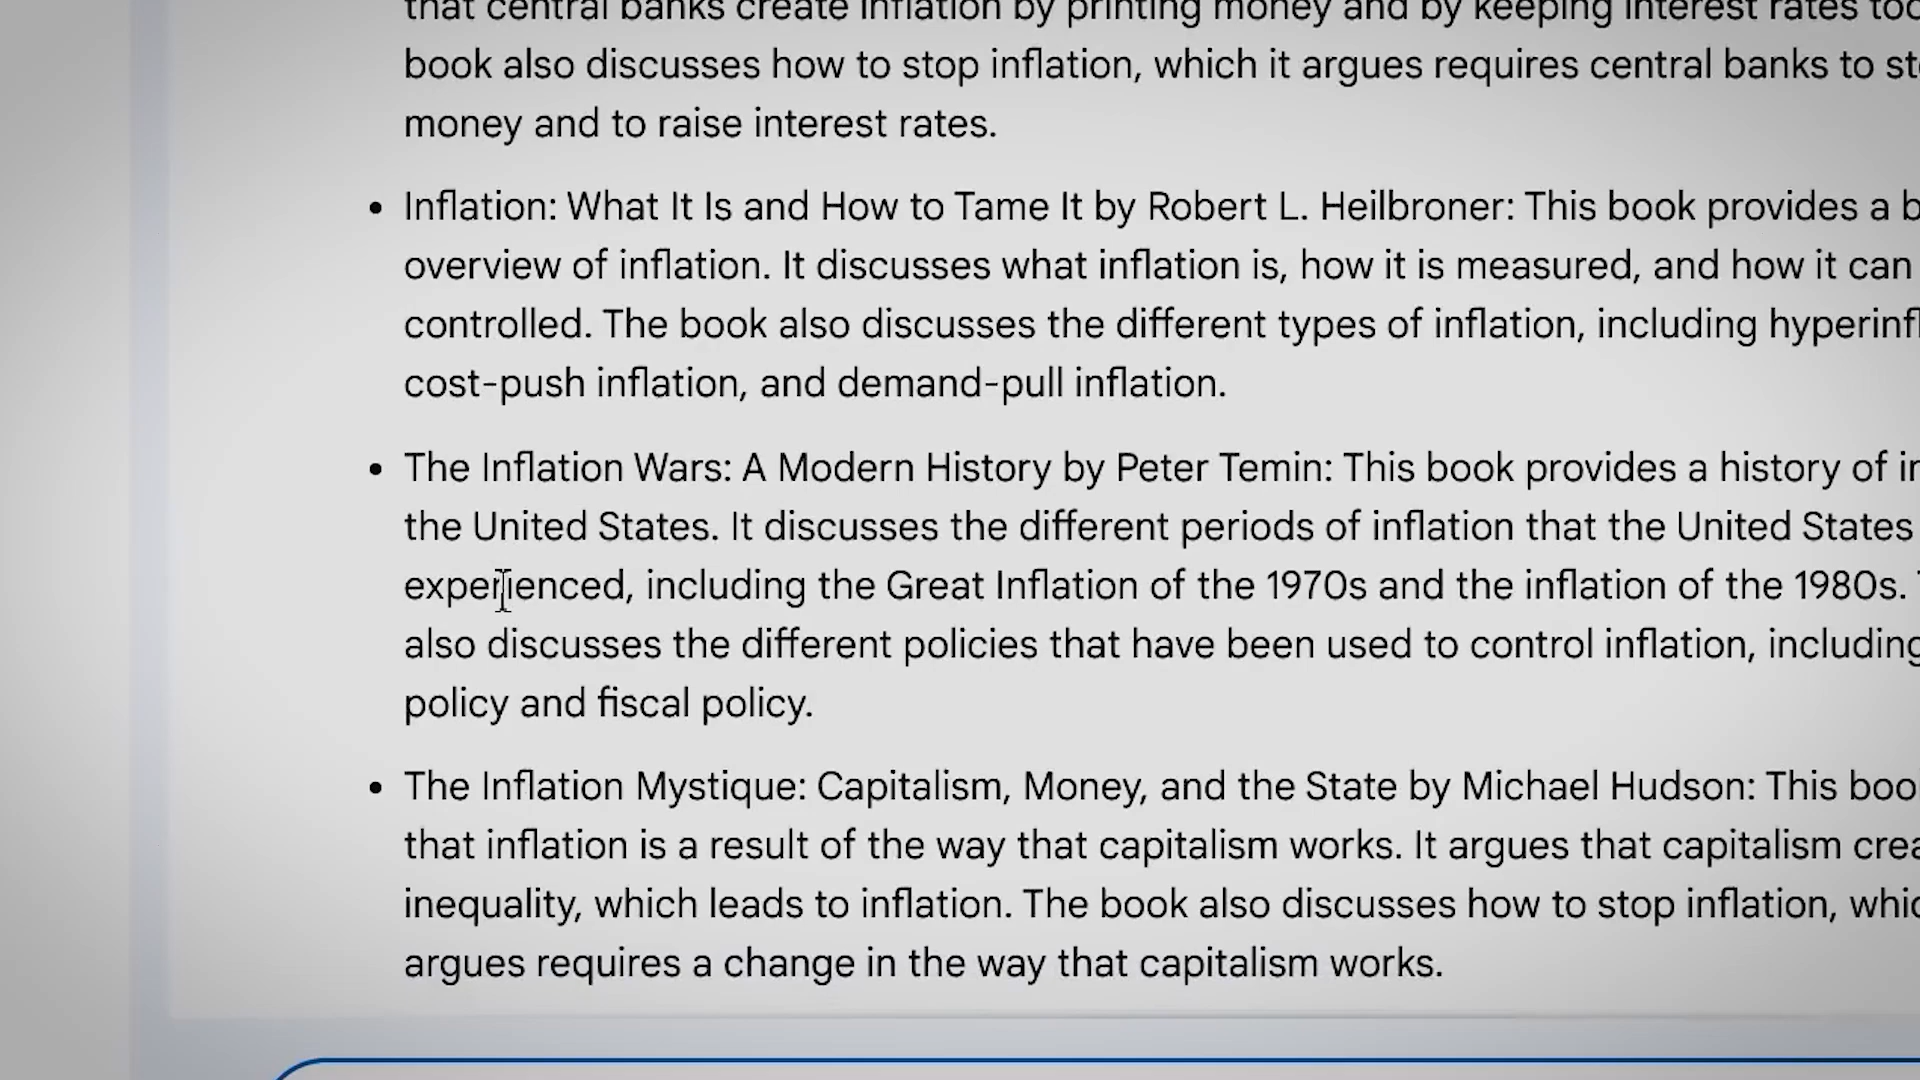 that central banks create inflation by printing money and by keeping interest rates too
book also discusses how to stop inflation, which it argues requires central banks to
money and to raise interest rates.
• Inflation: What It Is and How to Tame It by Robert L. Heilbroner: This book provides a
overview of inflation. It discusses what inflation is, how it is measured, and how it can
controlled. The book also discusses the different types of inflation, including
cost-push inflation, and demand-pull inflation.
• The Inflation Wars: A Modern History by Peter Temin: This book provides a history of
the United States. It discusses the different periods of inflation that the United States
experienced, including the Great Inflation of the 1970s and the inflation of the 1980s.
also discusses the different policies that have been used to control inflation, including
policy and fiscal policy.
• The Inflation Mystique: Capitalism, Money, and the State by Michael Hudson: This
that inflation is a result of the way that capitalism works. It argues that capitalism
inequality, which leads to inflation. The book also discusses how to stop inflation,
argues requires a change in the way that capitalism works.